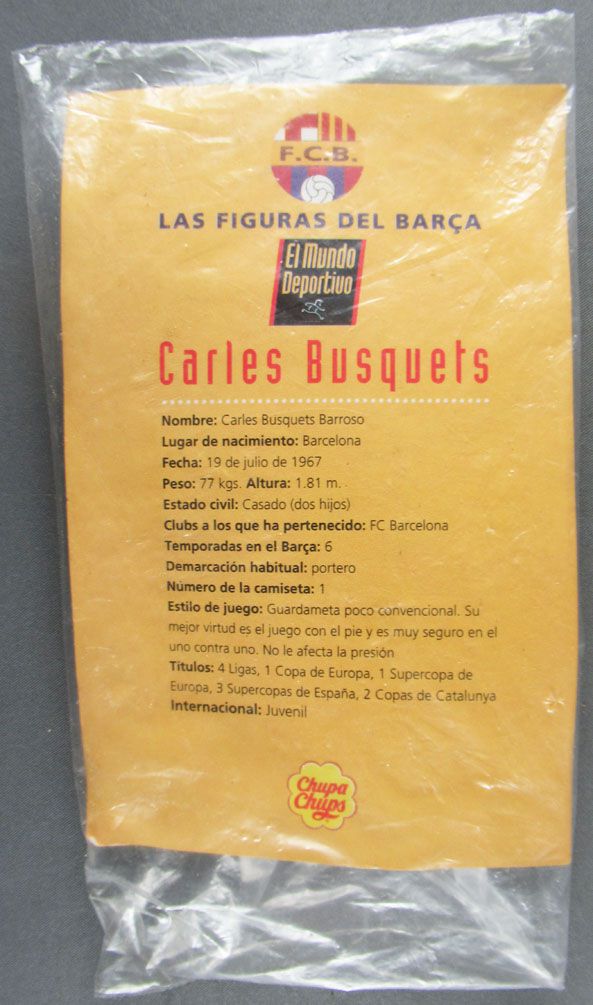 F.C.B.
LAS FIGURAS DEL BARÇA
El Mundo
Deportivo
Carles Busquets
Nombre: Carles Busquets Barroso
Lugar de nacimiento: Barcelona
Fecha: 19 de julio de 1967
Peso: 77 kgs. Altura: 1.81 m.
Estado civil: Casado (dos hijos)
Clubs a los que ha pertenecido: FC Barcelona
Temporadas en el Barça: 6
Demarcación habitual: portero
Número de la camiseta: 1
Estilo de juego: Guardameta poco convencional. Su
mejor virtud es el juego con el pie y es muy seguro en el
uno contra uno. No le afecta la presión
Titulos: 4 Ligas, 1 Copa de Europa, 1 Supercopa de
Europa, 3 Supercopas de España, 2 Copas de Catalunya
Internacional: Juvenil
Chupa
Chups